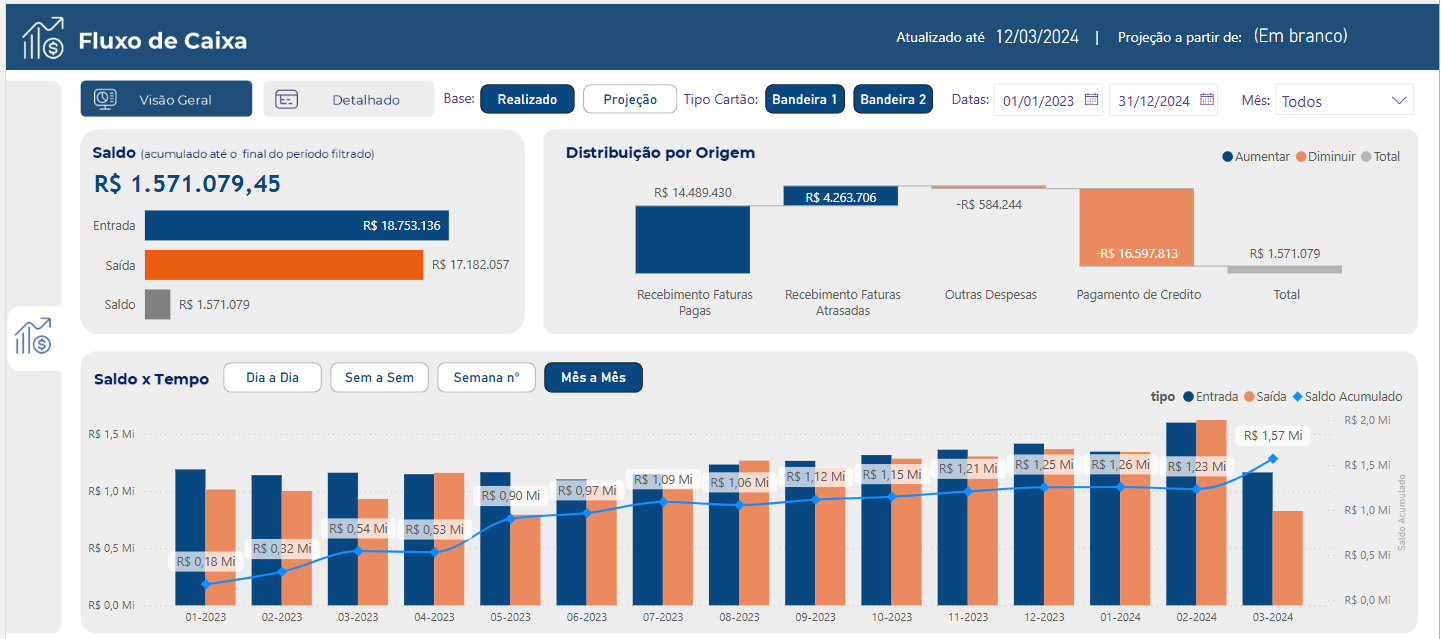 Fluxo de Caixa
Atualizado até 12/03/2024 | Projeção a partir de: (Em branco)
Visão Geral
Detalhado
Base:
Realizado
Projeção
Tipo Cartão:
Bandeira 1
Bandeira 2
Datas:
01/01/2023
31/12/2024
Mês:
Todos
Saldo (acumulado até o final do período filtrado)
R$ 1.571.079,45
Entrada
R$ 18.753.136
Saída
R$ 17.182.057
Saldo
R$ 1.571.079
Distribuição por Origem
Aumentar Diminuir Total
R$ 14.489.430
R$ 4.263.706
-R$ 584.244
-R$ 16.597.813
R$ 1.571.079
Recebimento Faturas
Pagas
Recebimento Faturas
Atrasadas
Outras Despesas
Pagamento de Credito
Total
Saldo x Tempo
Dia a Dia
Sem a Sem
Semana n°
Mês a Mês
tipo Entrada Saída Saldo Acumulado
R$ 1,5 Mi
R$ 1,0 Mi
R$ 0,5 Mi
R$ 0,0 Mi
R$ 0,18 Mi
R$ 0,32 Mi
R$ 0,54 Mi
R$ 0,53 Mi
R$ 0,90 Mi
R$ 0,97 Mi
R$ 1,09 Mi
R$ 1,06 Mi
R$ 1,12 Mi
R$ 1,15 Mi
R$ 1,21 Mi
R$ 1,25 Mi
R$ 1,26 Mi
R$ 1,23 Mi
R$ 1,57 Mi
R$ 2,0 Mi
R$ 1,5 Mi
R$ 1,0 Mi
R$ 0,5 Mi
R$ 0,0 Mi
Saldo Acumulado
01-2023
02-2023
03-2023
04-2023
05-2023
06-2023
07-2023
08-2023
09-2023
10-2023
11-2023
12-2023
01-2024
02-2024
03-2024